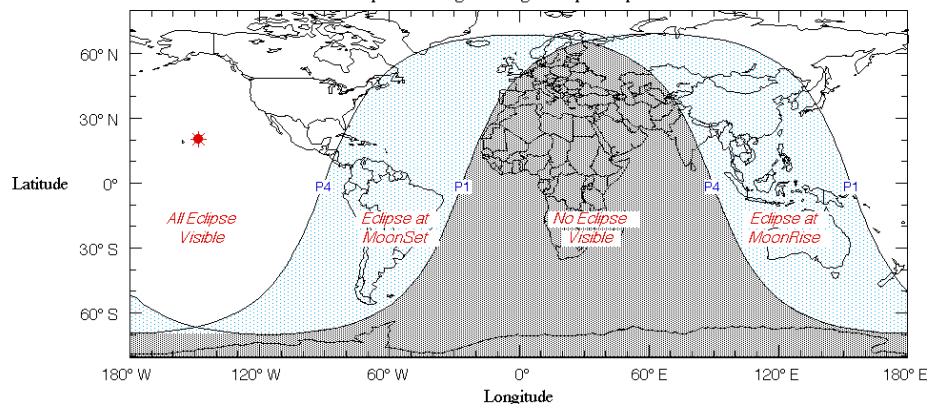 60° N
30° N
Latitude
0°
P4
P1
P4
P1
All Eclipse
Visible
Eclipse at
MoonSet
No Eclipse
Visible
Eclipse at
MoonRise
30° S
60° S
180° W
120° W
60° W
0°
60° E
120° E
180° E
Longitude